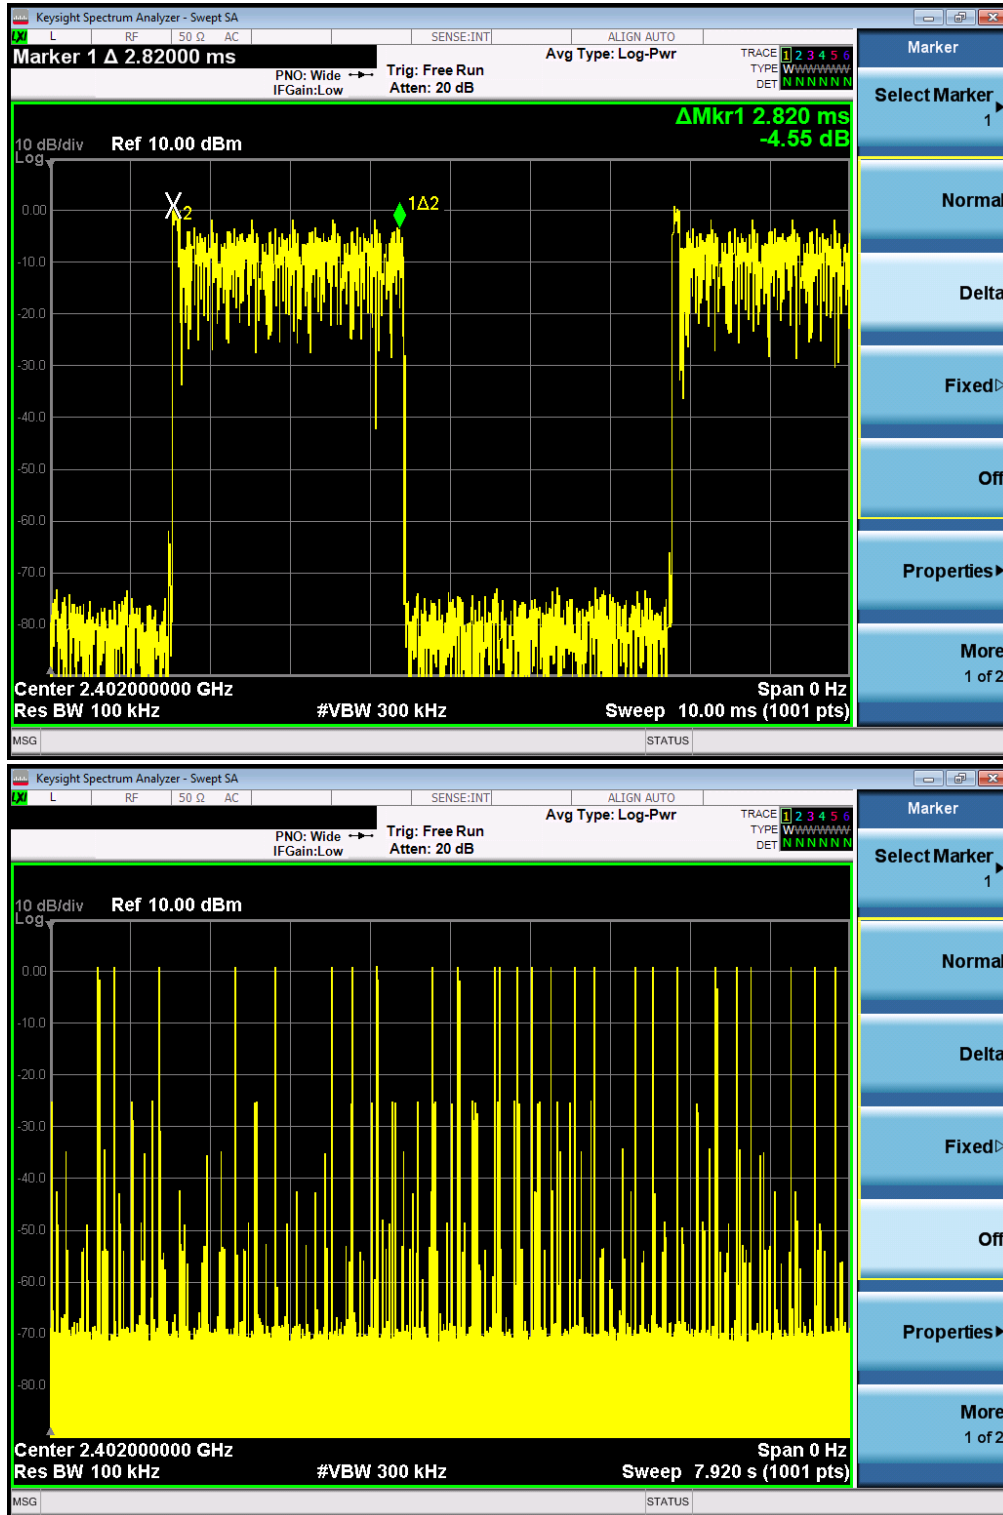 Keysight Spectrum Analyzer - Swept SA
LXI L RF 50 Ω AC SENSE:INT ALIGN AUTO
Marker 1 Δ 2.82000 ms
PNO: Wide
IFGain:Low
Trig: Free Run
Atten: 20 dB
Avg Type: Log-Pwr
TRACE 1 2 3 4 5 6
TYPE W WWWWW
DET N N N N N N
ΔMkr1 2.820 ms
-4.55 dB
10 dB/div Ref 10.00 dBm
Log
0.00
-10.0
-20.0
-30.0
-40.0
-50.0
-60.0
-70.0
-80.0
X2
1Δ2
Center 2.402000000 GHz Span 0 Hz
Res BW 100 kHz #VBW 300 kHz Sweep 10.00 ms (1001 pts)
MSG STATUS
Marker
Select Marker
1
Normal
Delta
Fixed
Off
Properties
More
1 of 2
Keysight Spectrum Analyzer - Swept SA
LXI L RF 50 Ω AC SENSE:INT ALIGN AUTO
PNO: Wide
IFGain:Low
Trig: Free Run
Atten: 20 dB
Avg Type: Log-Pwr
TRACE 1 2 3 4 5 6
TYPE W WWWWW
DET N N N N N N
10 dB/div Ref 10.00 dBm
Log
0.00
-10.0
-20.0
-30.0
-40.0
-50.0
-60.0
-70.0
-80.0
Center 2.402000000 GHz Span 0 Hz
Res BW 100 kHz #VBW 300 kHz Sweep 7.920 s (1001 pts)
MSG STATUS
Marker
Select Marker
1
Normal
Delta
Fixed
Off
Properties
More
1 of 2